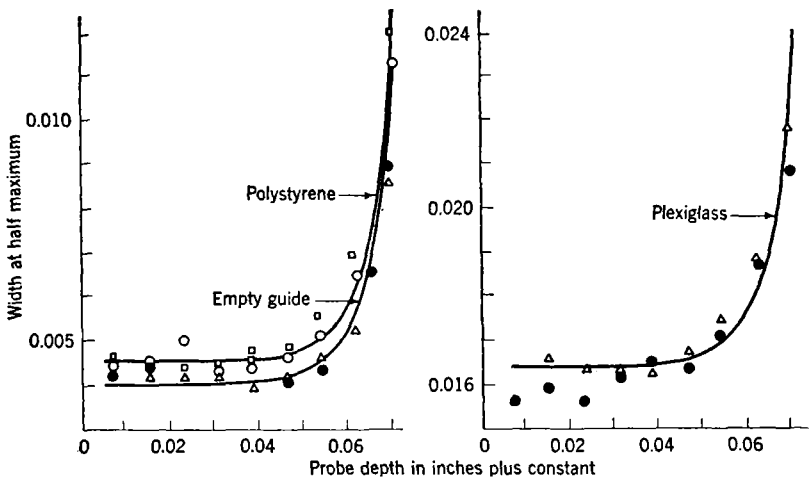 Width at half maximum
0.010
0.005
Polystyrene
Empty guide
0 0.02 0.04 0.06
0.024
0.020
0.016
Plexiglass
0 0.02 0.04 0.06
Probe depth in inches plus constant